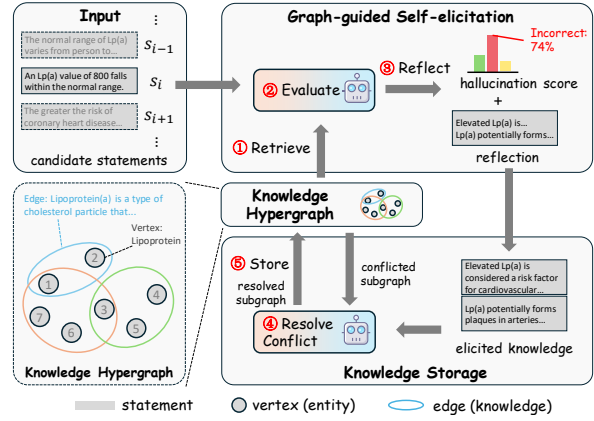 Input
⋮
The normal range of Lp(a)
varies from person to…
s_{i−1}
An Lp(a) value of 800 falls
within the normal range.
s_i
The greater the risk of
coronary heart disease…
s_{i+1}
⋮
candidate statements
Graph-guided Self-elicitation
② Evaluate
③ Reflect
Incorrect:
74%
hallucination score
+
Elevated Lp(a) is…
Lp(a) potentially forms…
reflection
① Retrieve
Knowledge
Hypergraph
Edge: Lipoprotein(a) is a type of
cholesterol particle that…
Vertex:
Lipoprotein
2
1
4
3
7
6
5
Knowledge Hypergraph
⑤ Store
resolved
subgraph
conflicted
subgraph
④ Resolve
Conflict
Elevated Lp(a) is
considered a risk factor
for cardiovascular…
Lp(a) potentially forms
plaques in arteries…
elicited knowledge
Knowledge Storage
statement
vertex (entity)
edge (knowledge)